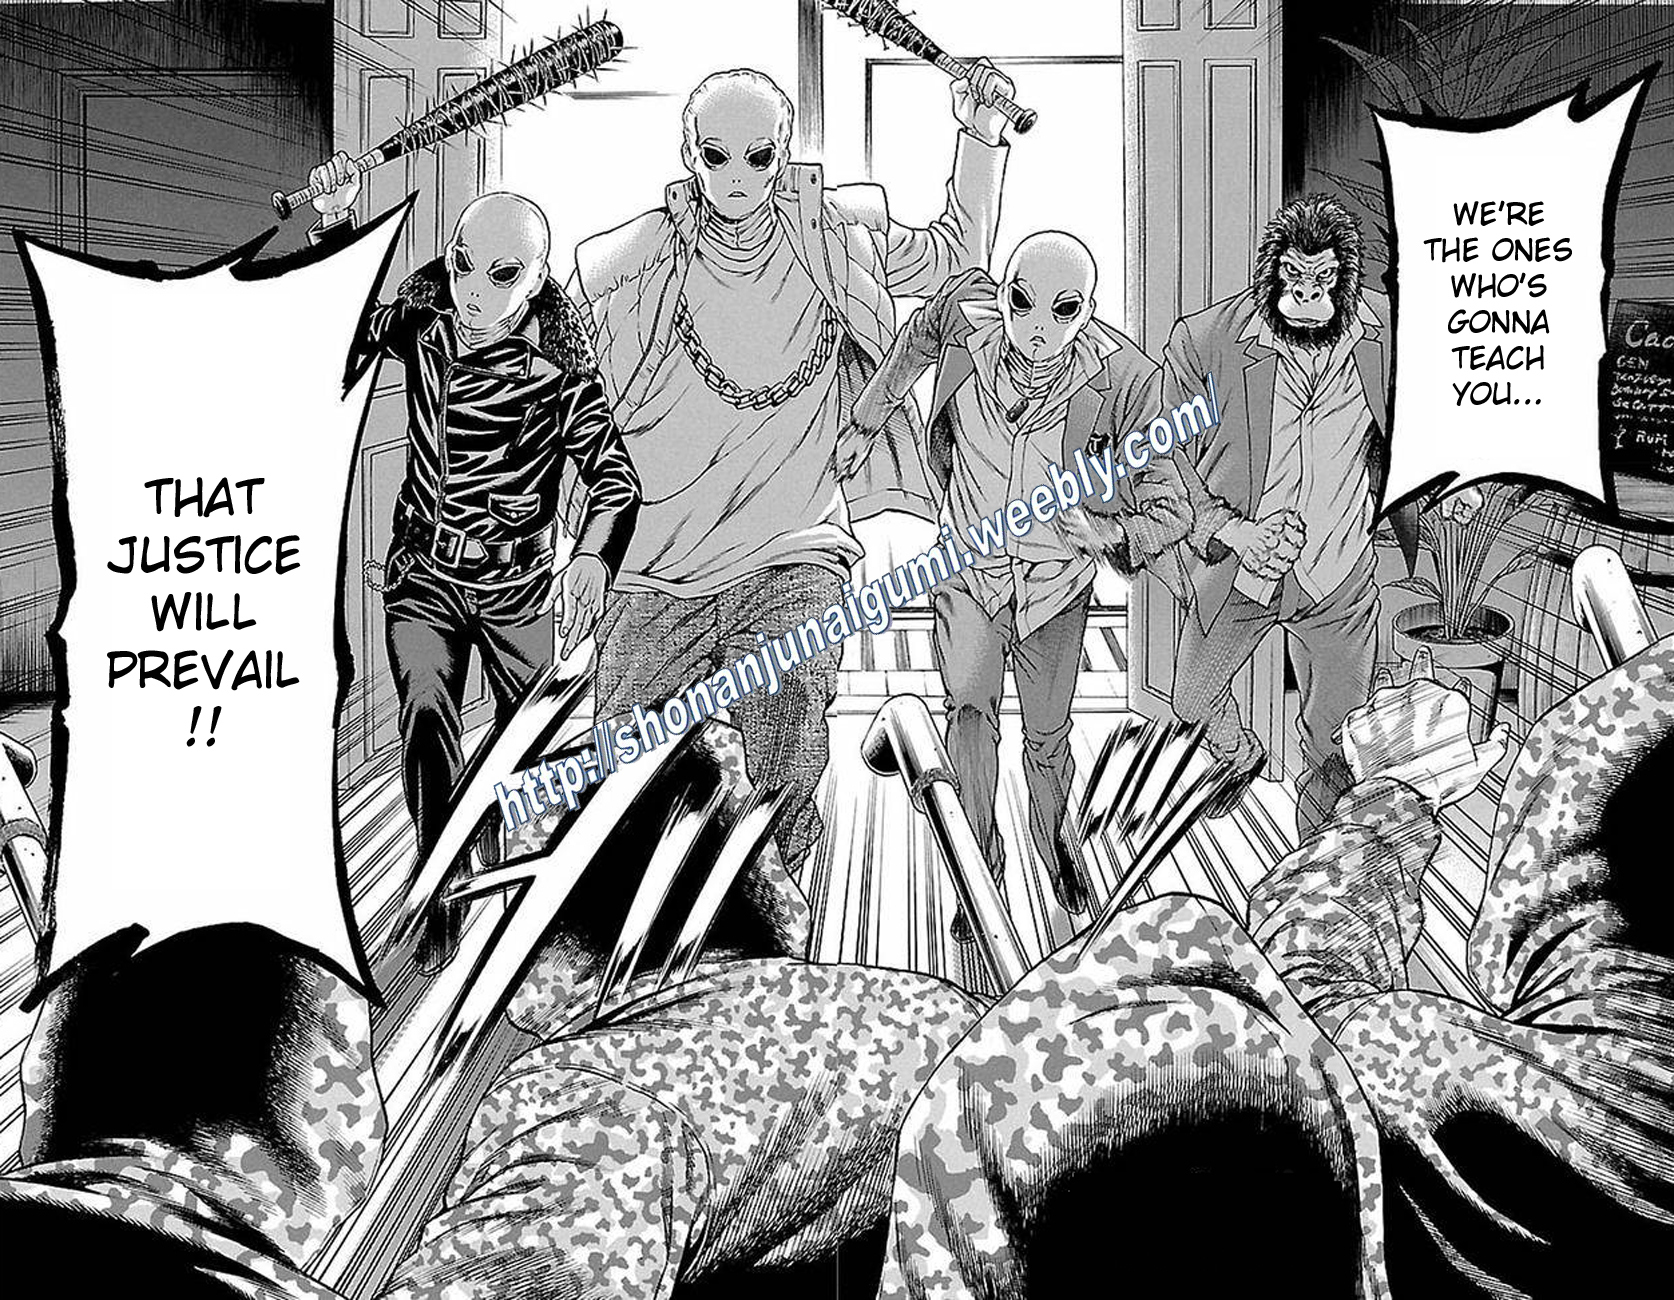 WE'RE
THE ONES
WHO'S
GONNA
TEACH
YOU...
THAT
JUSTICE
WILL
PREVAIL
!!
http://shonanjunaigumi.weebly.com/